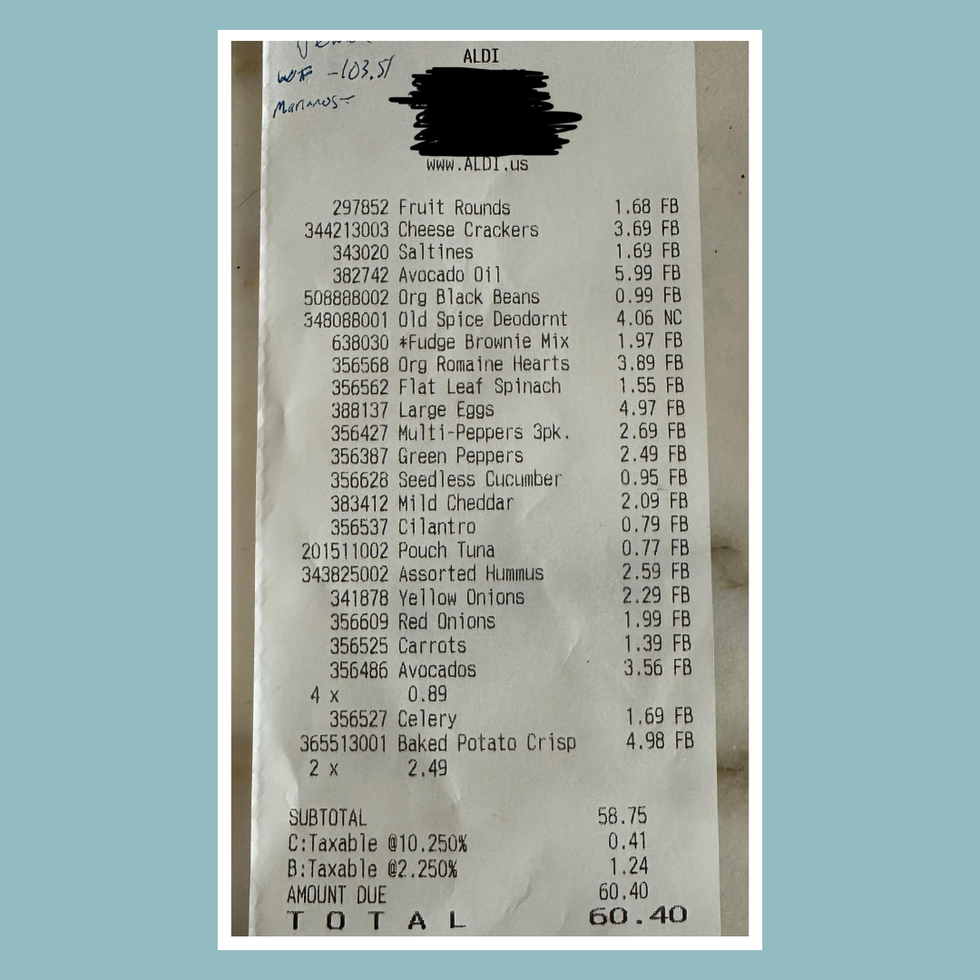 WF -103.51
Marianos-
ALDI
www.ALDI.us
297852 Fruit Rounds 1.68 FB
344213003 Cheese Crackers 3.69 FB
343020 Saltines 1.69 FB
382742 Avocado Oil 5.99 FB
508888002 Org Black Beans 0.99 FB
348088001 Old Spice Deodornt 4.06 NC
638030 *Fudge Brownie Mix 1.97 FB
356568 Org Romaine Hearts 3.89 FB
356562 Flat Leaf Spinach 1.55 FB
388137 Large Eggs 4.97 FB
356427 Multi-Peppers 3pk. 2.69 FB
356387 Green Peppers 2.49 FB
356628 Seedless Cucumber 0.95 FB
383412 Mild Cheddar 2.09 FB
356537 Cilantro 0.79 FB
201511002 Pouch Tuna 0.77 FB
343825002 Assorted Hummus 2.59 FB
341878 Yellow Onions 2.29 FB
356609 Red Onions 1.99 FB
356525 Carrots 1.39 FB
356486 Avocados 3.56 FB
4 x 0.89
356527 Celery 1.69 FB
365513001 Baked Potato Crisp 4.98 FB
2 x 2.49
SUBTOTAL 58.75
C:Taxable @10.250% 0.41
B:Taxable @2.250% 1.24
AMOUNT DUE 60.40
TOTAL 60.40